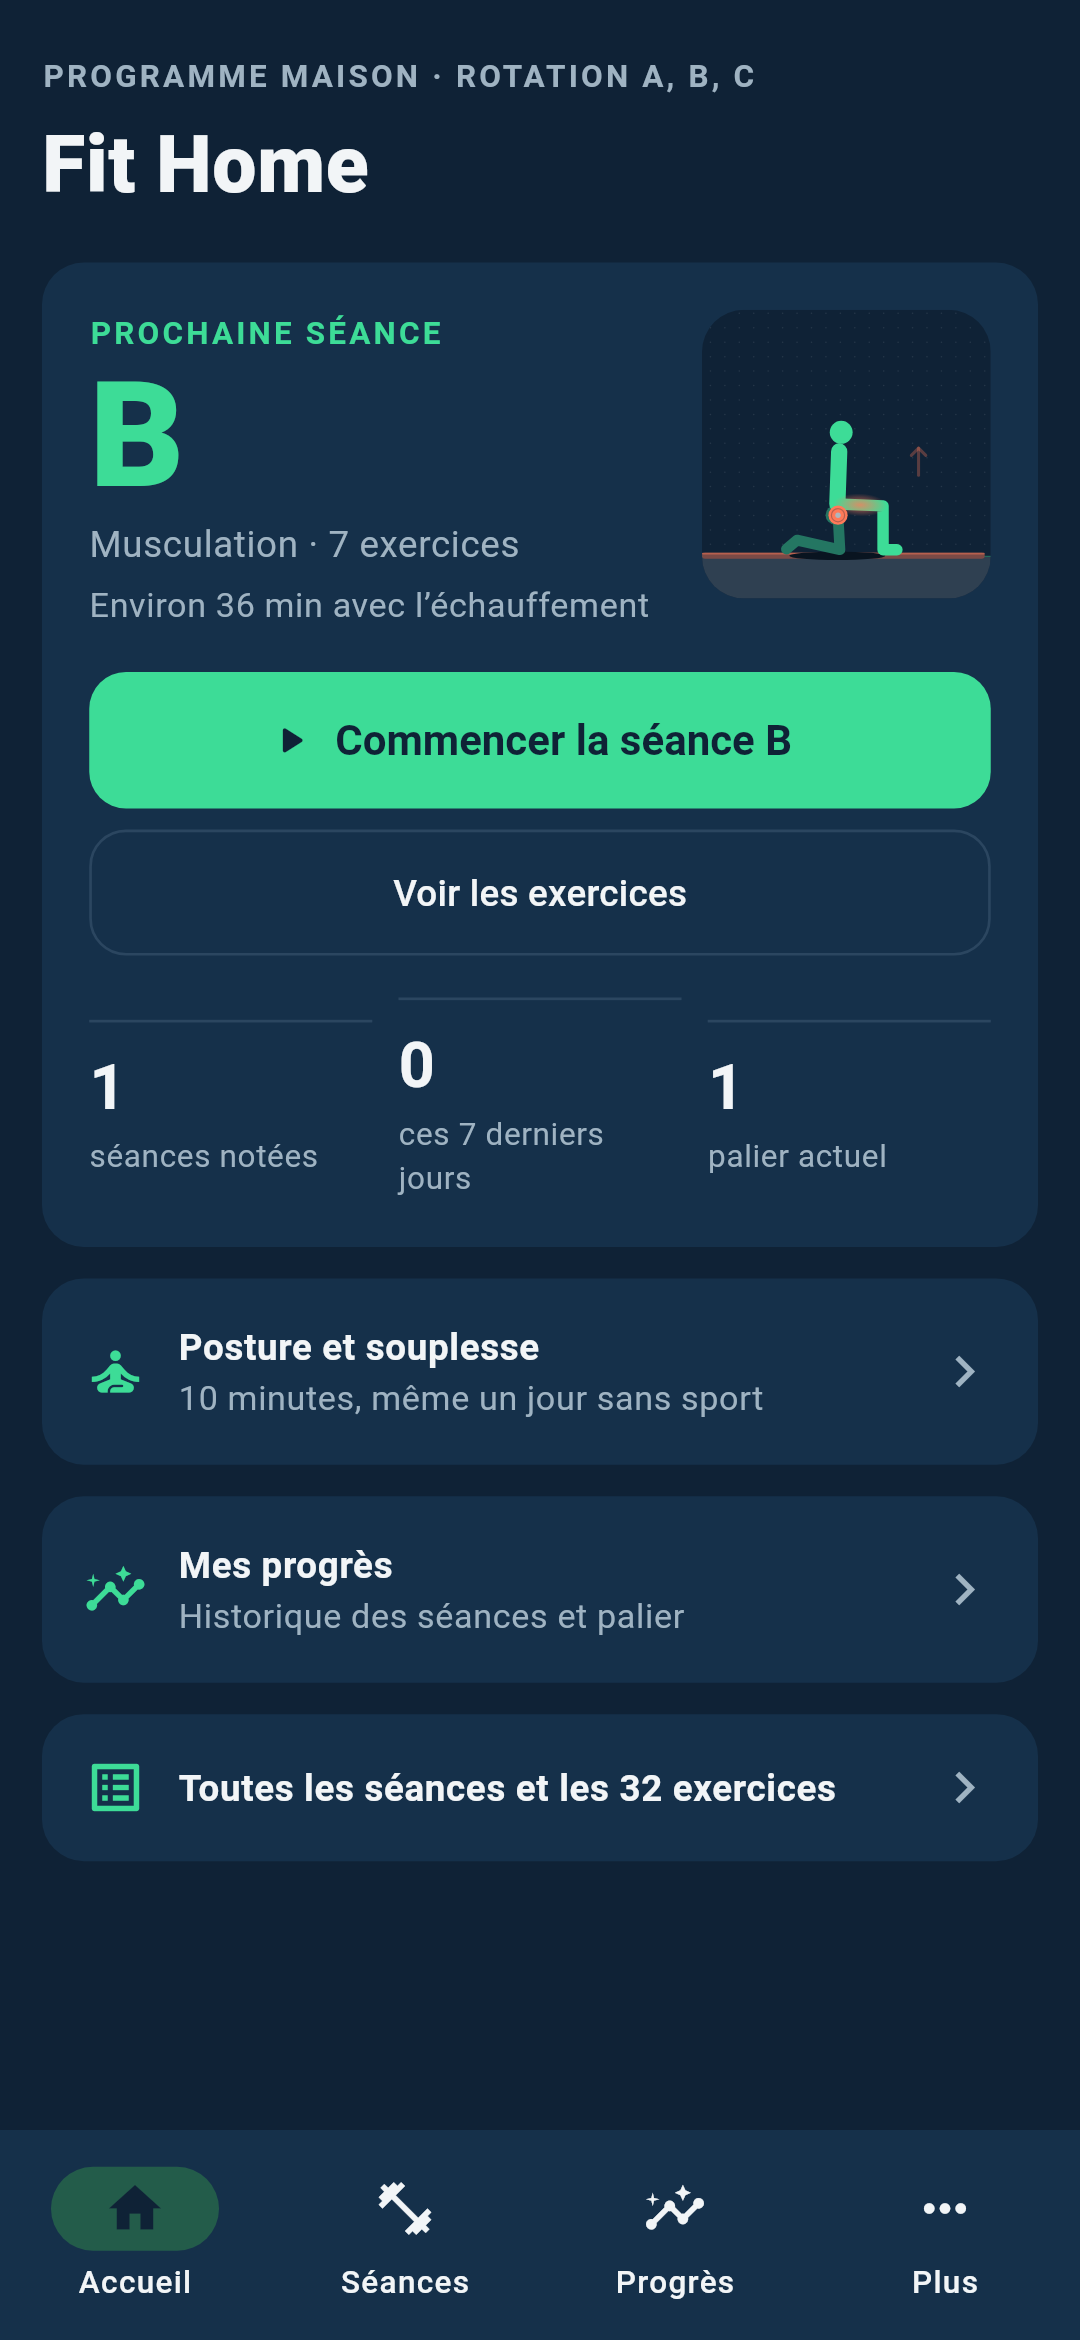 PROGRAMME MAISON · ROTATION A, B, C
Fit Home
PROCHAINE SÉANCE
B
Musculation · 7 exercices
Environ 36 min avec l’échauffement
Commencer la séance B
Voir les exercices
1
séances notées
0
ces 7 derniers
jours
1
palier actuel
Posture et souplesse
10 minutes, même un jour sans sport
Mes progrès
Historique des séances et palier
Toutes les séances et les 32 exercices
Accueil
Séances
Progrès
Plus